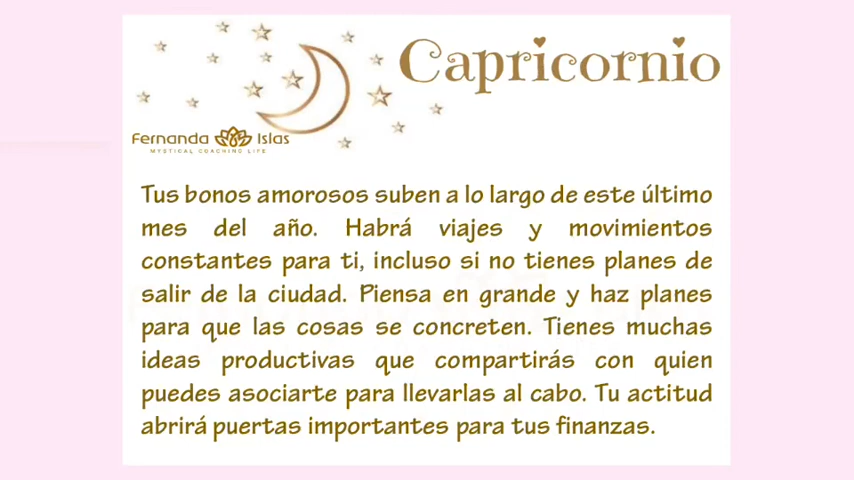 Capricornio
Fernanda Islas
MYSTICAL COACHING LIFE
Tus bonos amorosos suben a lo largo de este último
mes del año. Habrá viajes y movimientos
constantes para ti, incluso si no tienes planes de
salir de la ciudad. Piensa en grande y haz planes
para que las cosas se concreten. Tienes muchas
ideas productivas que compartirás con quien
puedes asociarte para llevarlas al cabo. Tu actitud
abrirá puertas importantes para tus finanzas.